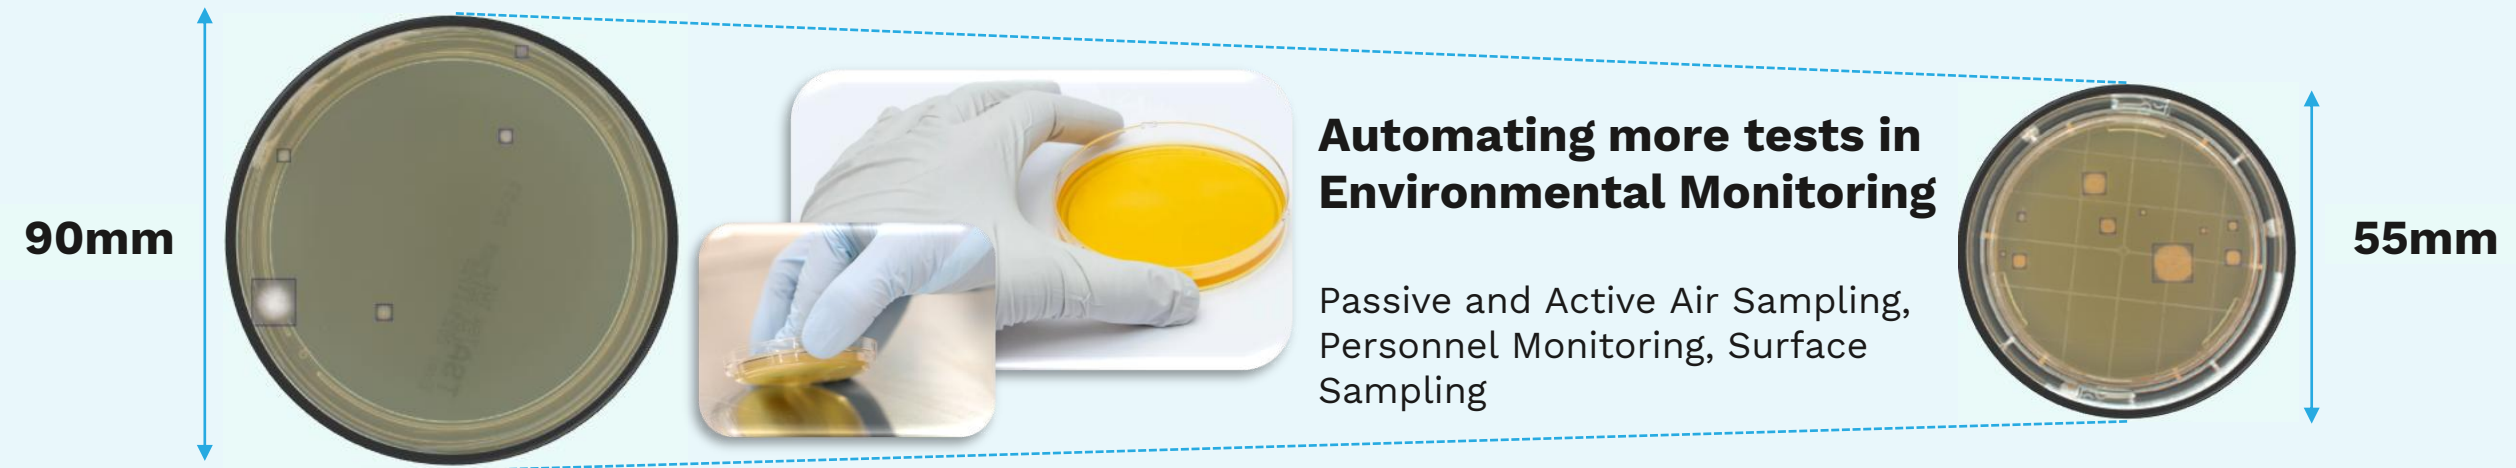 90mm
Automating more tests in
Environmental Monitoring
Passive and Active Air Sampling,
Personnel Monitoring, Surface
Sampling
55mm